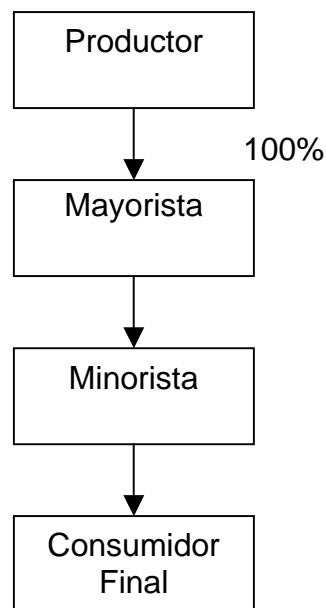 Productor
100%
Mayorista
Minorista
Consumidor
Final